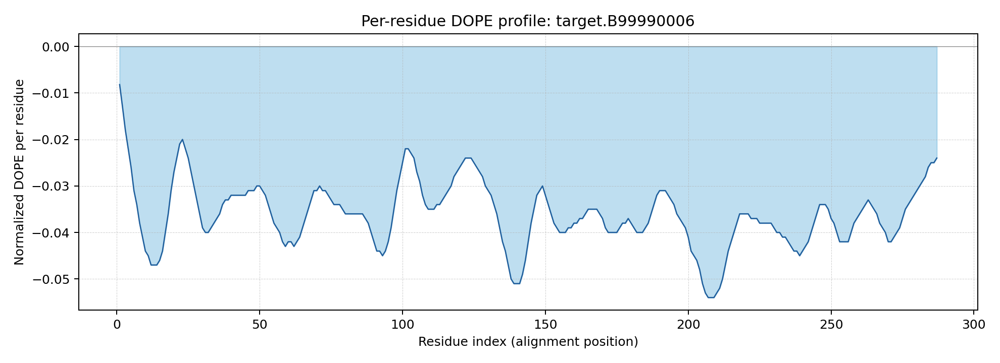 Per-residue DOPE profile: target.B99990006
Normalized DOPE per residue
0.00
−0.01
−0.02
−0.03
−0.04
−0.05
0 50 100 150 200 250 300
Residue index (alignment position)